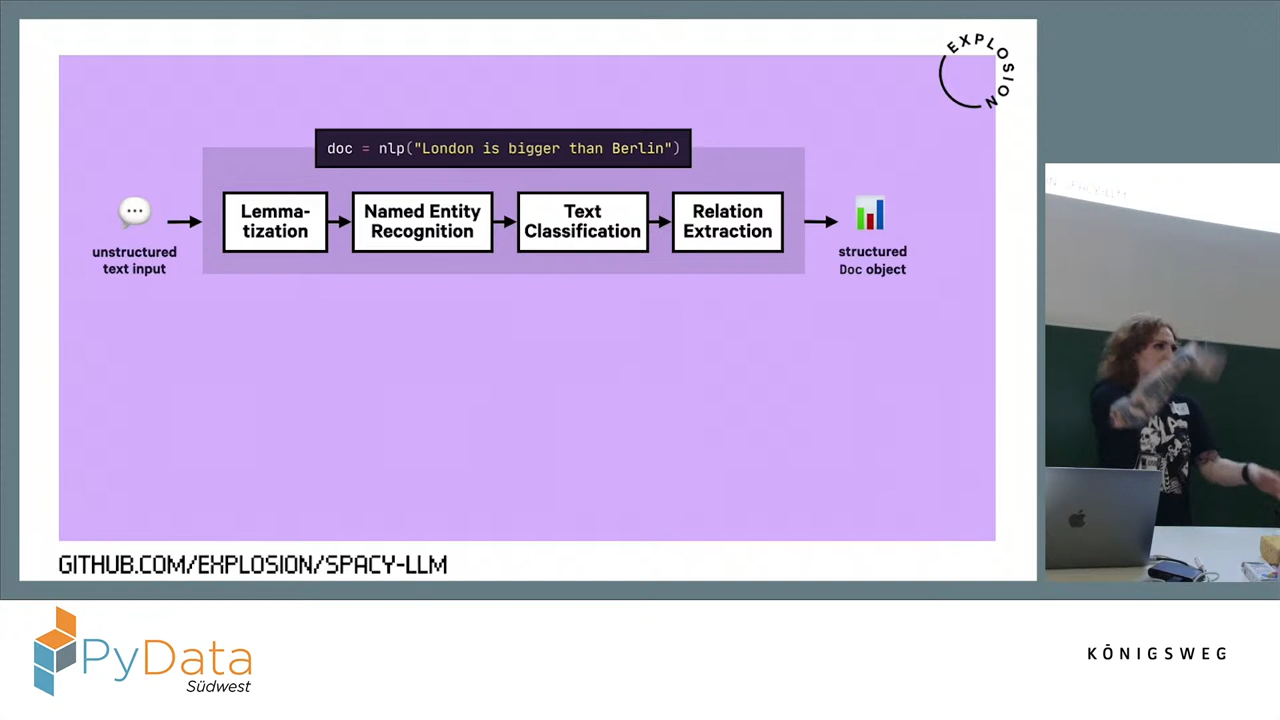 EXPLOSION
doc = nlp("London is bigger than Berlin")
unstructured
text input
Lemma-
tization
Named Entity
Recognition
Text
Classification
Relation
Extraction
structured
Doc object
GITHUB.COM/EXPLOSION/SPACY-LLM
PyData
Südwest
KÖNIGSWEG